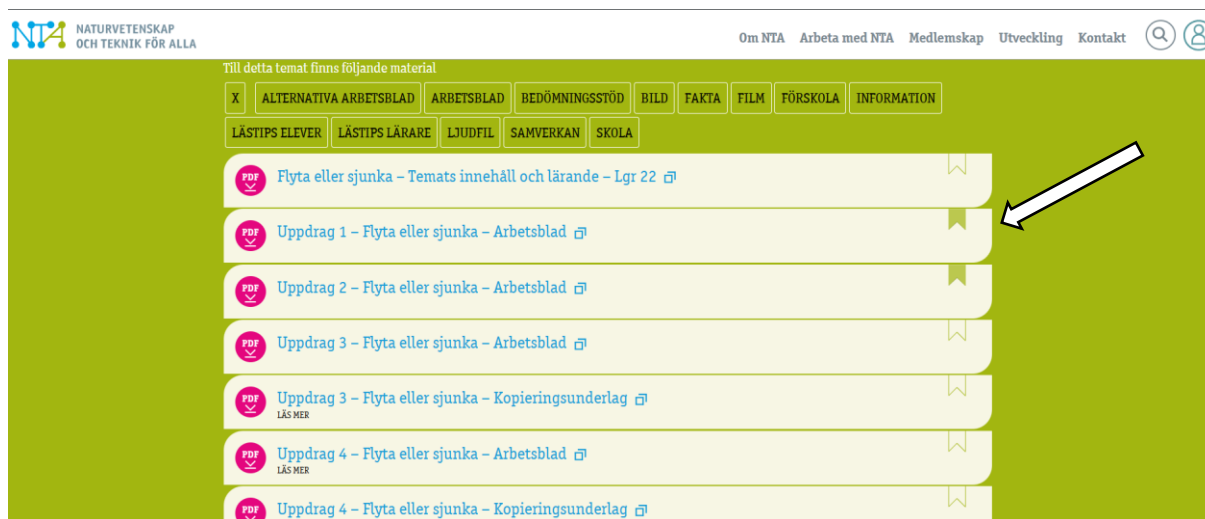 NTA NATURVETENSKAP
OCH TEKNIK FÖR ALLA
Om NTA Arbeta med NTA Medlemskap Utveckling Kontakt
Till detta temat finns följande material
X ALTERNATIVA ARBETSBLAD ARBETSBLAD BEDÖMNINGSSTÖD BILD FAKTA FILM FÖRSKOLA INFORMATION
LÄSTIPS ELEVER LÄSTIPS LÄRARE LJUDFIL SAMVERKAN SKOLA
PDF Flyta eller sjunka – Temats innehåll och lärande – Lgr 22
PDF Uppdrag 1 – Flyta eller sjunka – Arbetsblad
PDF Uppdrag 2 – Flyta eller sjunka – Arbetsblad
PDF Uppdrag 3 – Flyta eller sjunka – Arbetsblad
PDF Uppdrag 3 – Flyta eller sjunka – Kopieringsunderlag
LÄS MER
PDF Uppdrag 4 – Flyta eller sjunka – Arbetsblad
LÄS MER
PDF Uppdrag 4 – Flyta eller sjunka – Kopieringsunderlag